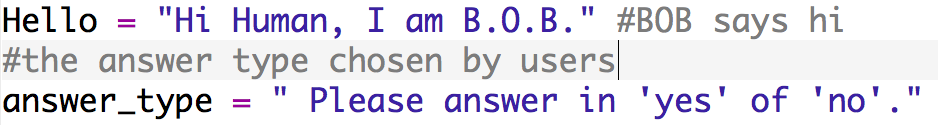 Hello = "Hi Human, I am B.O.B." #BOB says hi
#the answer type chosen by users
answer_type = " Please answer in 'yes' of 'no'."